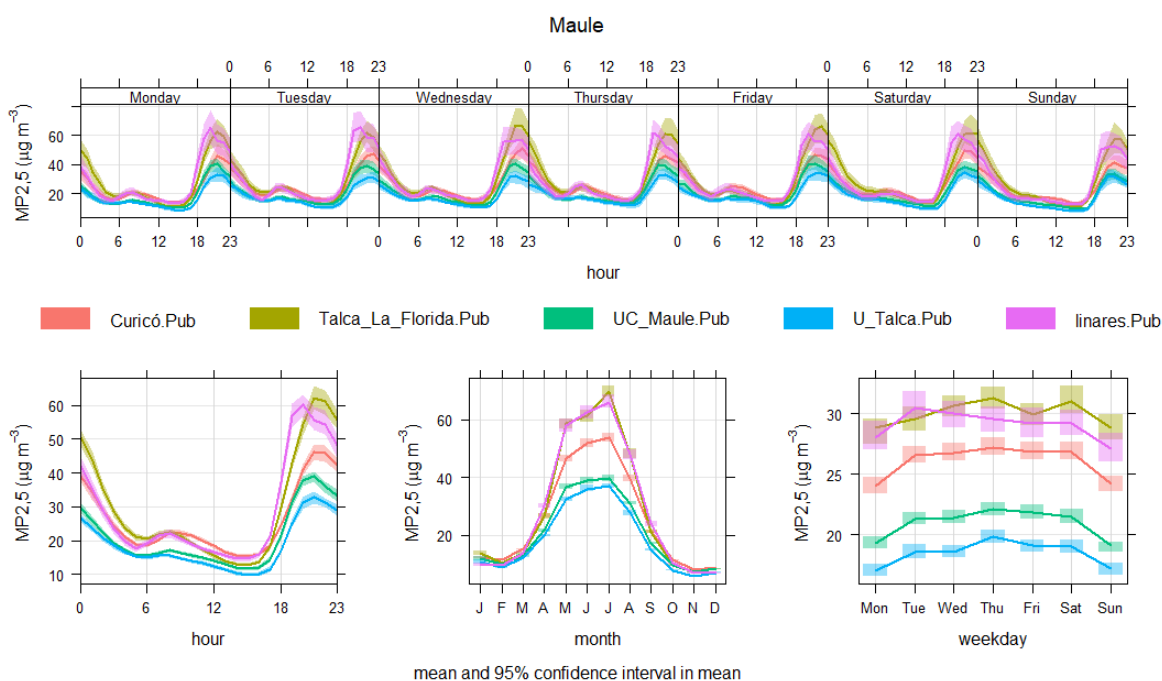 Maule
0 6 12 18 23 0 6 12 18 23 0 6 12 18 23
Monday Tuesday Wednesday Thursday Friday Saturday Sunday
MP2,5 (µg m⁻³)
60
40
20
0 6 12 18 23 0 6 12 18 23 0 6 12 18 23 0 6 12 18 23
hour
Curicó.Pub Talca_La_Florida.Pub UC_Maule.Pub U_Talca.Pub linares.Pub
MP2,5 (µg m⁻³)
60
50
40
30
20
10
0 6 12 18 23
hour
MP2,5 (µg m⁻³)
60
40
20
J F M A M J J A S O N D
month
MP2,5 (µg m⁻³)
30
25
20
Mon Tue Wed Thu Fri Sat Sun
weekday
mean and 95% confidence interval in mean